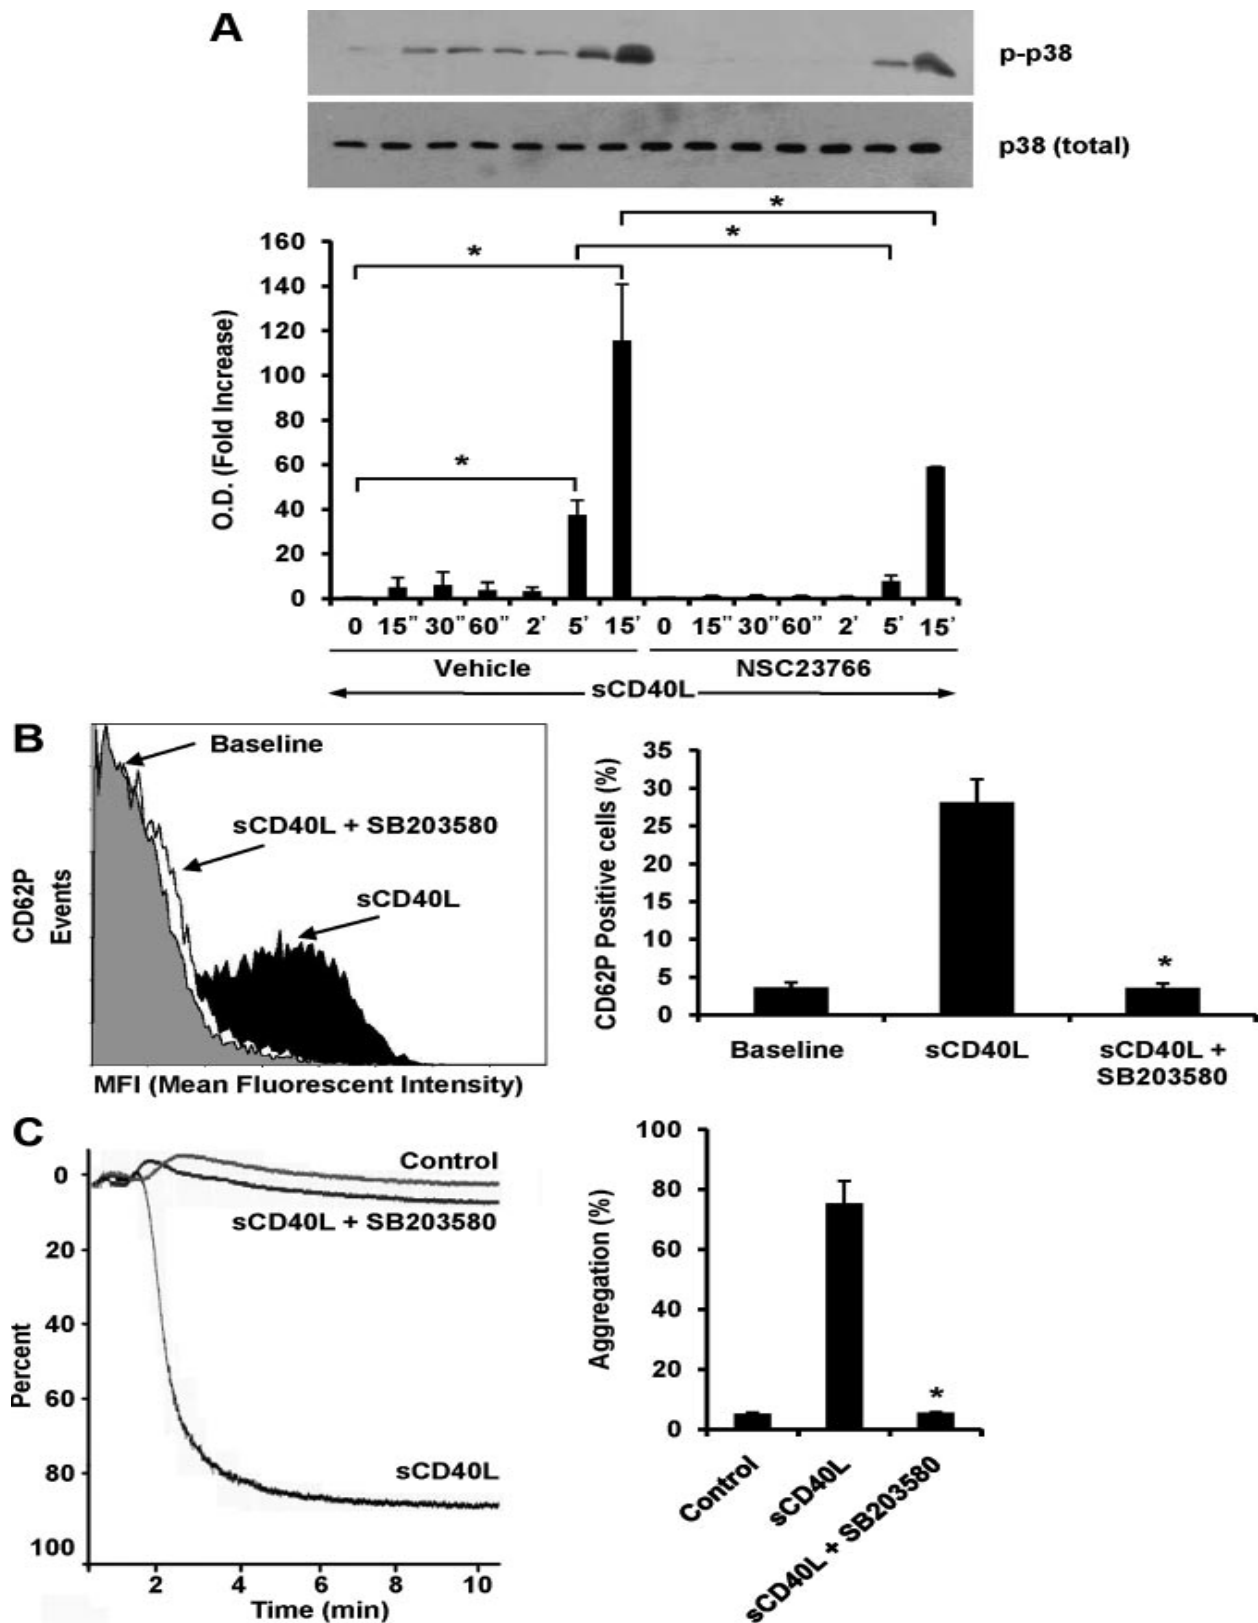 A
p-p38
p38 (total)
*
*
*
*
O.D. (Fold Increase)
160
140
120
100
80
60
40
20
0
0 15" 30" 60" 2' 5' 15' 0 15" 30" 60" 2' 5' 15'
Vehicle NSC23766
sCD40L
B
CD62P
Events
Baseline
sCD40L + SB203580
sCD40L
MFI (Mean Fluorescent Intensity)
CD62P Positive cells (%)
35
30
25
20
15
10
5
0
*
Baseline sCD40L sCD40L +
SB203580
C
Percent
0
20
40
60
80
100
Control
sCD40L + SB203580
sCD40L
2 4 6 8 10
Time (min)
Aggregation (%)
100
80
60
40
20
0
*
Control
sCD40L
sCD40L + SB203580